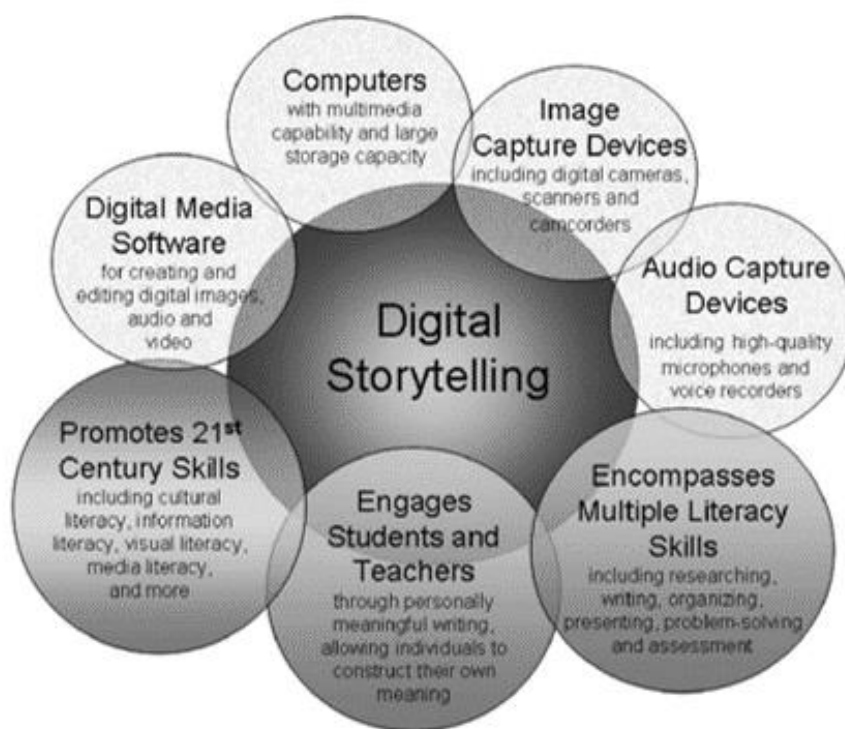 Computers
with multimedia
capability and large
storage capacity
Image
Capture Devices
including digital cameras,
scanners and
camcorders
Digital Media
Software
for creating and
editing digital images,
audio and
video
Audio Capture
Devices
including high-quality
microphones and
voice recorders
Digital
Storytelling
Promotes 21st
Century Skills
including cultural
literacy, information
literacy, visual literacy,
media literacy,
and more
Engages
Students and
Teachers
through personally
meaningful writing,
allowing individuals to
construct their own
meaning
Encompasses
Multiple Literacy
Skills
including researching,
writing, organizing,
presenting, problem-solving
and assessment